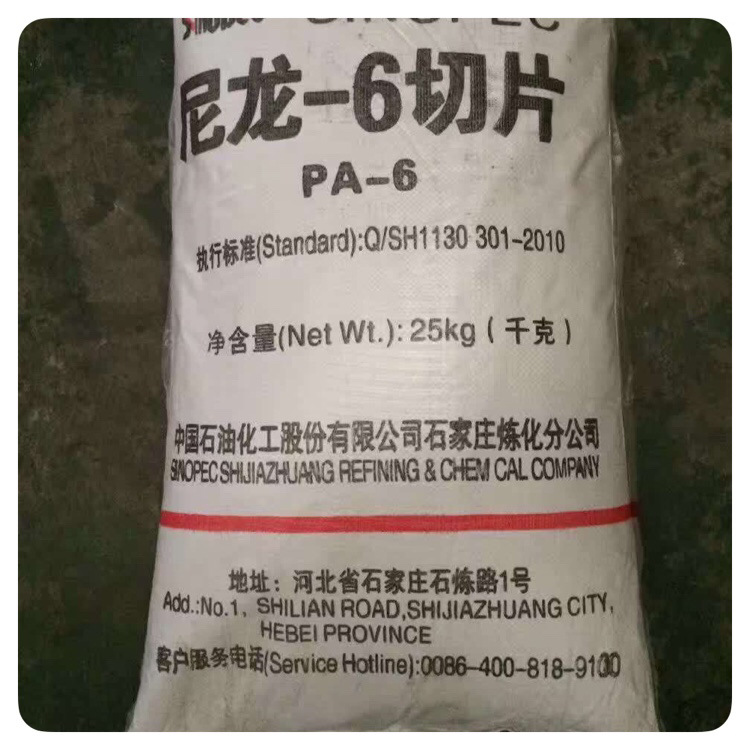 Sinopec SINOPEC
尼龙-6切片
PA-6
执行标准(Standard):Q/SH1130 301-2010
净含量(Net Wt.): 25kg (千克)
中国石油化工股份有限公司石家庄炼化分公司
SINOPEC SHIJIAZHUANG REFINING & CHEM CAL COMPANY
地址: 河北省石家庄石炼路1号
Add.:No.1, SHILIAN ROAD,SHIJIAZHUANG CITY,
HEBEI PROVINCE
客户服务电话(Service Hotline):0086-400-818-9100